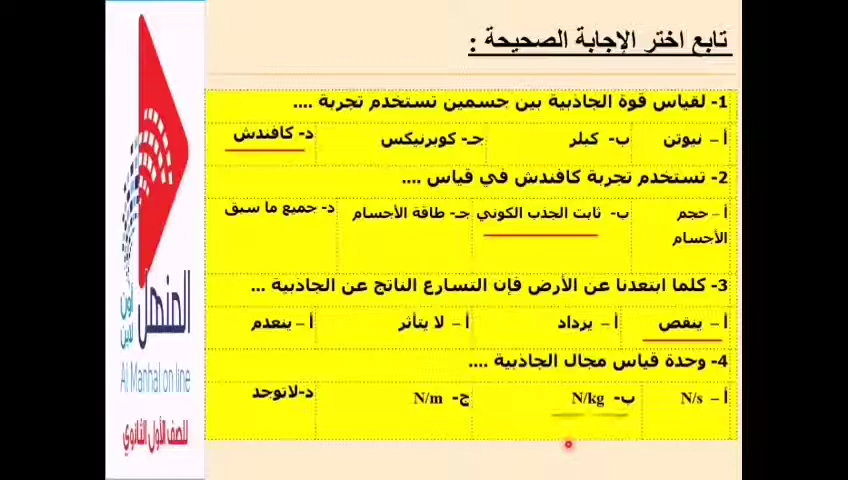 تابع اختر الإجابة الصحيحة :
1- لقياس قوة الجاذبية بين جسمين تستخدم تجربة ....
أ – نيوتن ب- كبلر جـ- كوبرنيكس د- كافندش
2- تستخدم تجربة كافندش في قياس ....
أ – حجم الأجسام ب- ثابت الجذب الكوني جـ- طاقة الأجسام د- جميع ما سبق
3- كلما ابتعدنا عن الأرض فإن التسارع الناتج عن الجاذبية ...
أ – ينقص أ – يزداد أ – لا يتأثر أ – ينعدم
4- وحدة قياس مجال الجاذبية ....
أ – N/s ب- N/kg ج- N/m د-لاتوجد
المنهل
اون لاين
Al Manhal on line
للصف الأول الثانوي